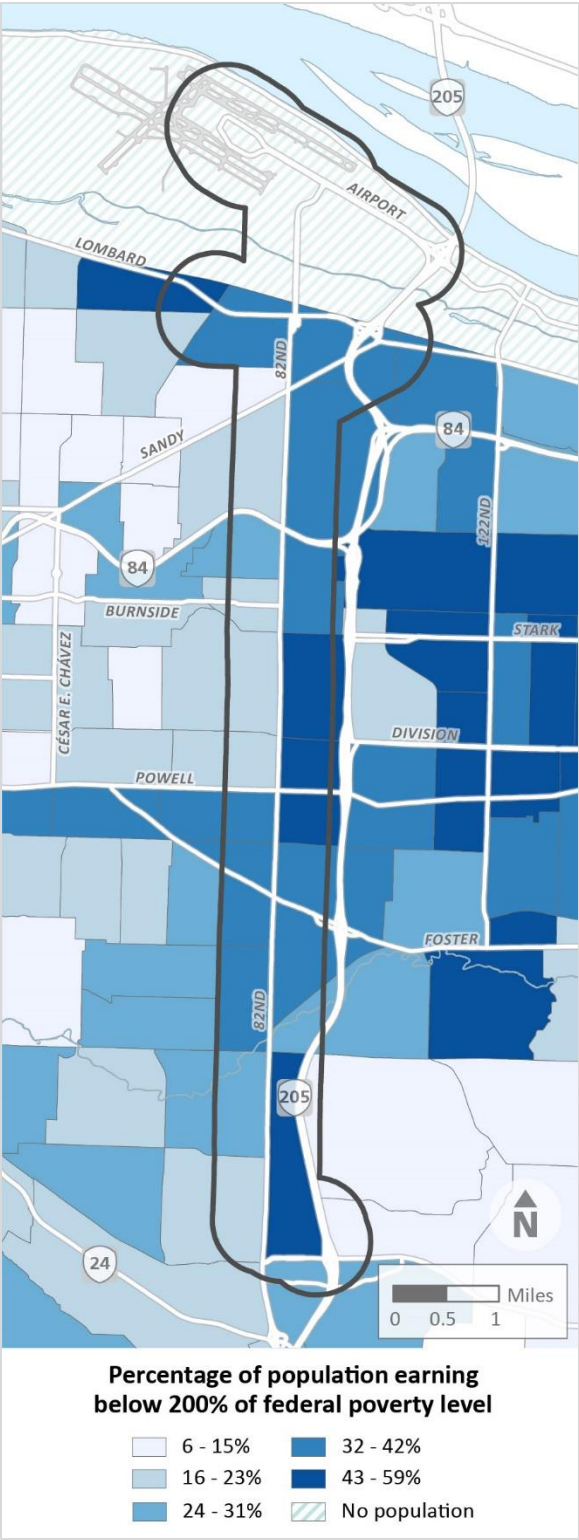 205
AIRPORT
LOMBARD
82ND
SANDY
84
122ND
84
BURNSIDE
STARK
CÉSAR E. CHÁVEZ
DIVISION
POWELL
FOSTER
82ND
205
N
24
Miles
0 0.5 1
Percentage of population earning
below 200% of federal poverty level
6 - 15%
32 - 42%
16 - 23%
43 - 59%
24 - 31%
No population